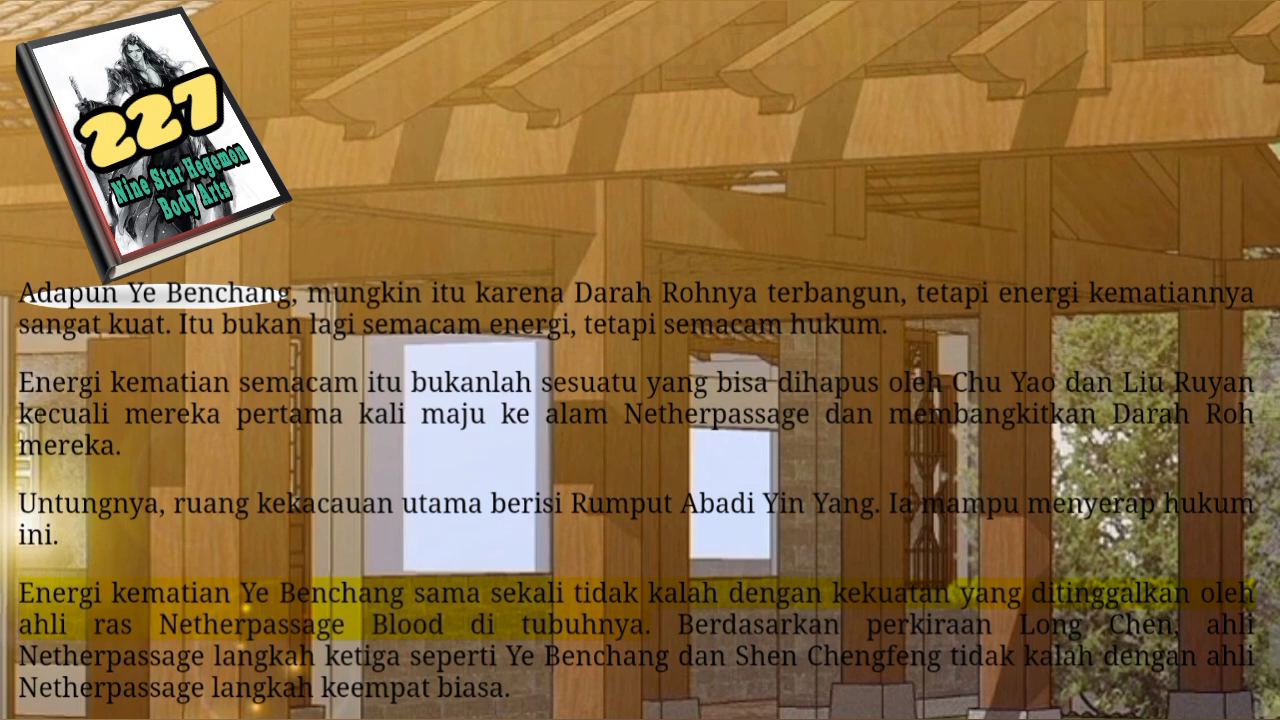 227
Nine Star Hegemon
Body Arts
Adapun Ye Benchang, mungkin itu karena Darah Rohnya terbangun, tetapi energi kematiannya
sangat kuat. Itu bukan lagi semacam energi, tetapi semacam hukum.
Energi kematian semacam itu bukanlah sesuatu yang bisa dihapus oleh Chu Yao dan Liu Ruyan
kecuali mereka pertama kali maju ke alam Netherpassage dan membangkitkan Darah Roh
mereka.
Untungnya, ruang kekacauan utama berisi Rumput Abadi Yin Yang. Ia mampu menyerap hukum
ini.
Energi kematian Ye Benchang sama sekali tidak kalah dengan kekuatan yang ditinggalkan oleh
ahli ras Netherpassage Blood di tubuhnya. Berdasarkan perkiraan Long Chen, ahli
Netherpassage langkah ketiga seperti Ye Benchang dan Shen Chengfeng tidak kalah dengan ahli
Netherpassage langkah keempat biasa.